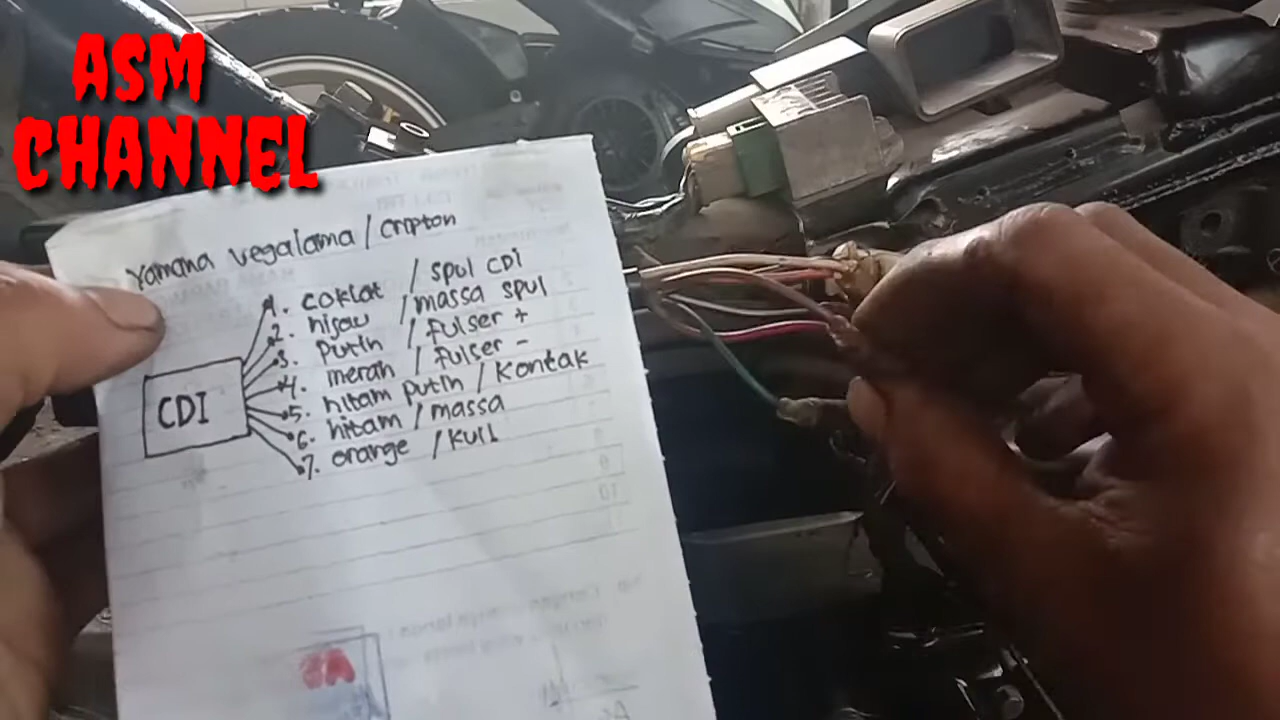 ASM
CHANNEL
Yamaha vegalama / cripton
1. coklat / spul CDI
2. hijau / massa spul
3. putih / fulser +
4. merah / fulser -
5. hitam putih / kontak
6. hitam / massa
7. orange / kuil
CDI